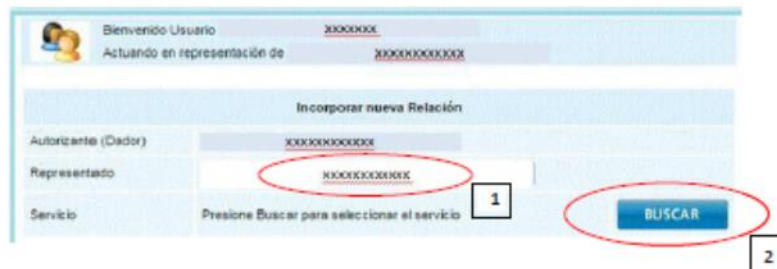 Bienvenido Usuario xxxxxxx
Actuando en representación de xxxxxxxxxxxx
Incorporar nueva Relación
Autorizante (Dador) xxxxxxxxxxxx
Representado xxxxxxxxxxxx
1
Servicio Presione Buscar para seleccionar el servicio BUSCAR
2